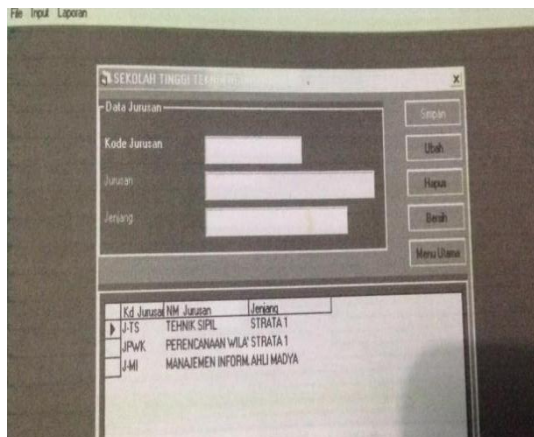 File Input Laporan
SEKOLAH TINGGI
Data Jurusan
Simpan
Kode Jurusan
Ubah
Jurusan
Hapus
Jenjang
Bersih
Menu Utama
Kd Jurusa NM Jurusan Jenjang
J-TS TEHNIK SIPIL STRATA 1
JPWK PERENCANAAN WILA' STRATA 1
J-MI MANAJEMEN INFORM. AHLI MADYA